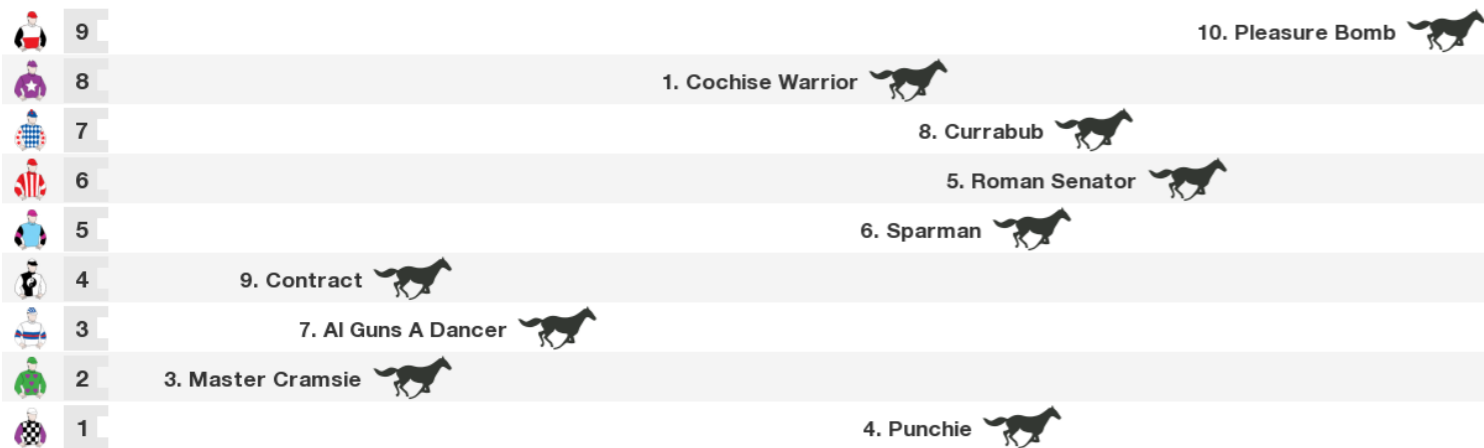 9 10. Pleasure Bomb
8 1. Cochise Warrior
7 8. Currabub
6 5. Roman Senator
5 6. Sparman
4 9. Contract
3 7. Al Guns A Dancer
2 3. Master Cramsie
1 4. Punchie